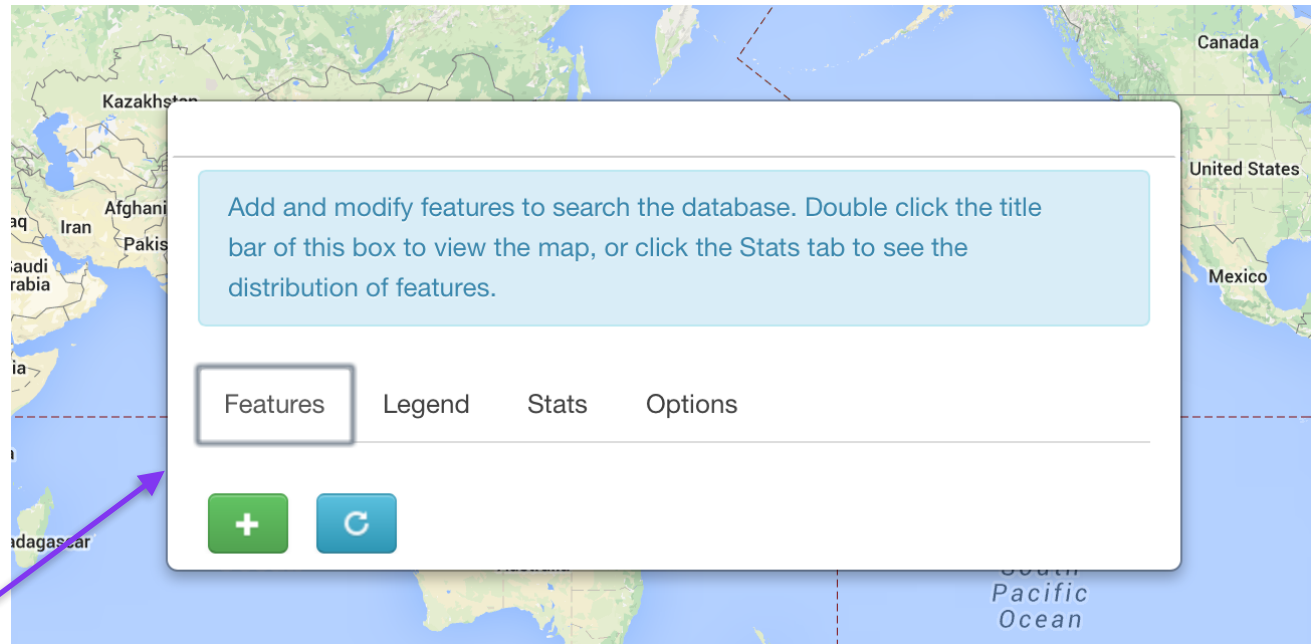 Canada
Kazakhstan
United States
Afghani
aq
Iran
Pakis
audi
rabia
Mexico
ia
Add and modify features to search the database. Double click the title
bar of this box to view the map, or click the Stats tab to see the
distribution of features.
Features Legend Stats Options
adagascar
South
Pacific
Ocean